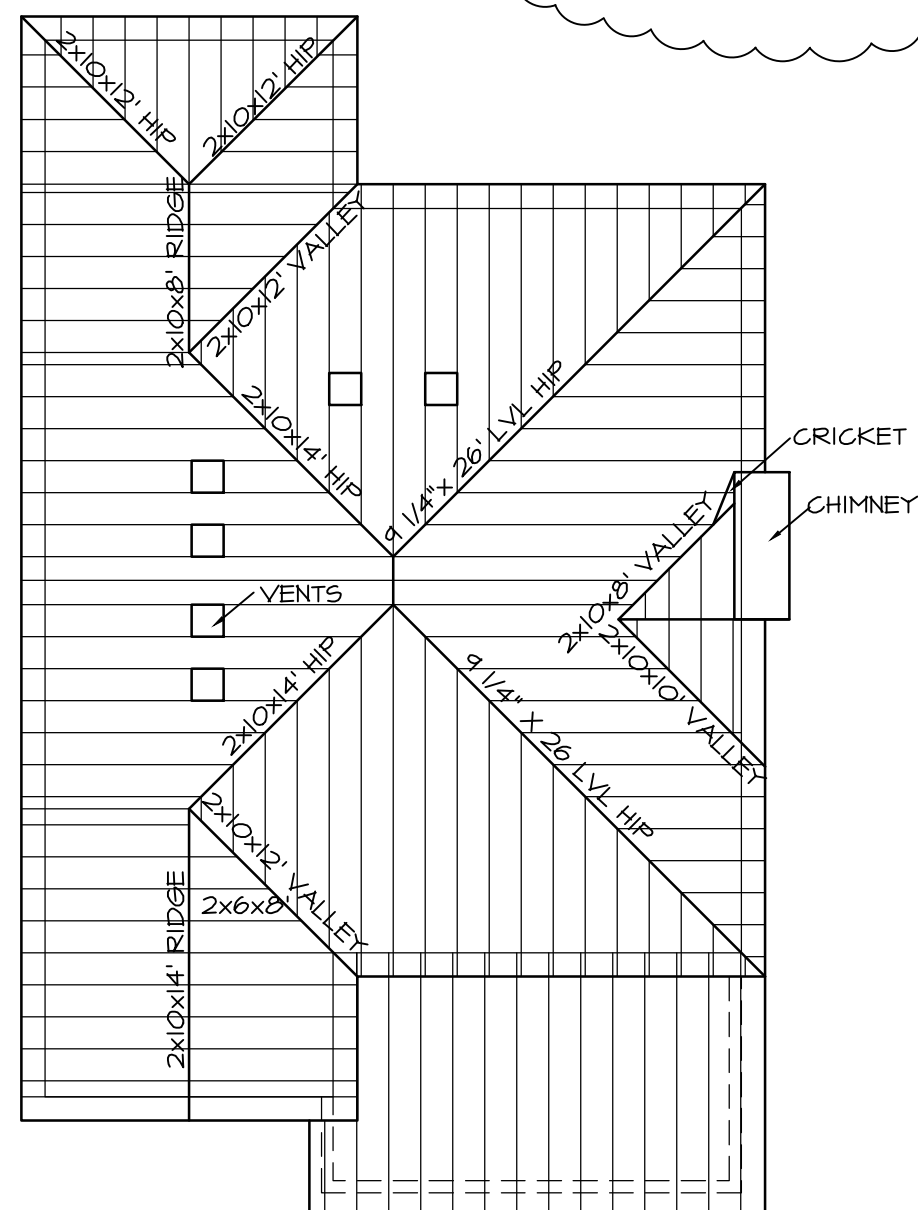 2x10x12' HIP
2x10x12' HIP
2x10x8' RIDGE
2x10x12' VALLEY
2x10x14' HIP
9 1/4"x 26' LVL HIP
CRICKET
CHIMNEY
2x10x8' VALLEY
VENTS
2x10x14' HIP
2x10x10' VALLEY
9 1/4" X 26 LVL HIP
2x10x12' VALLEY
2x6x8'
2x10x14' RIDGE